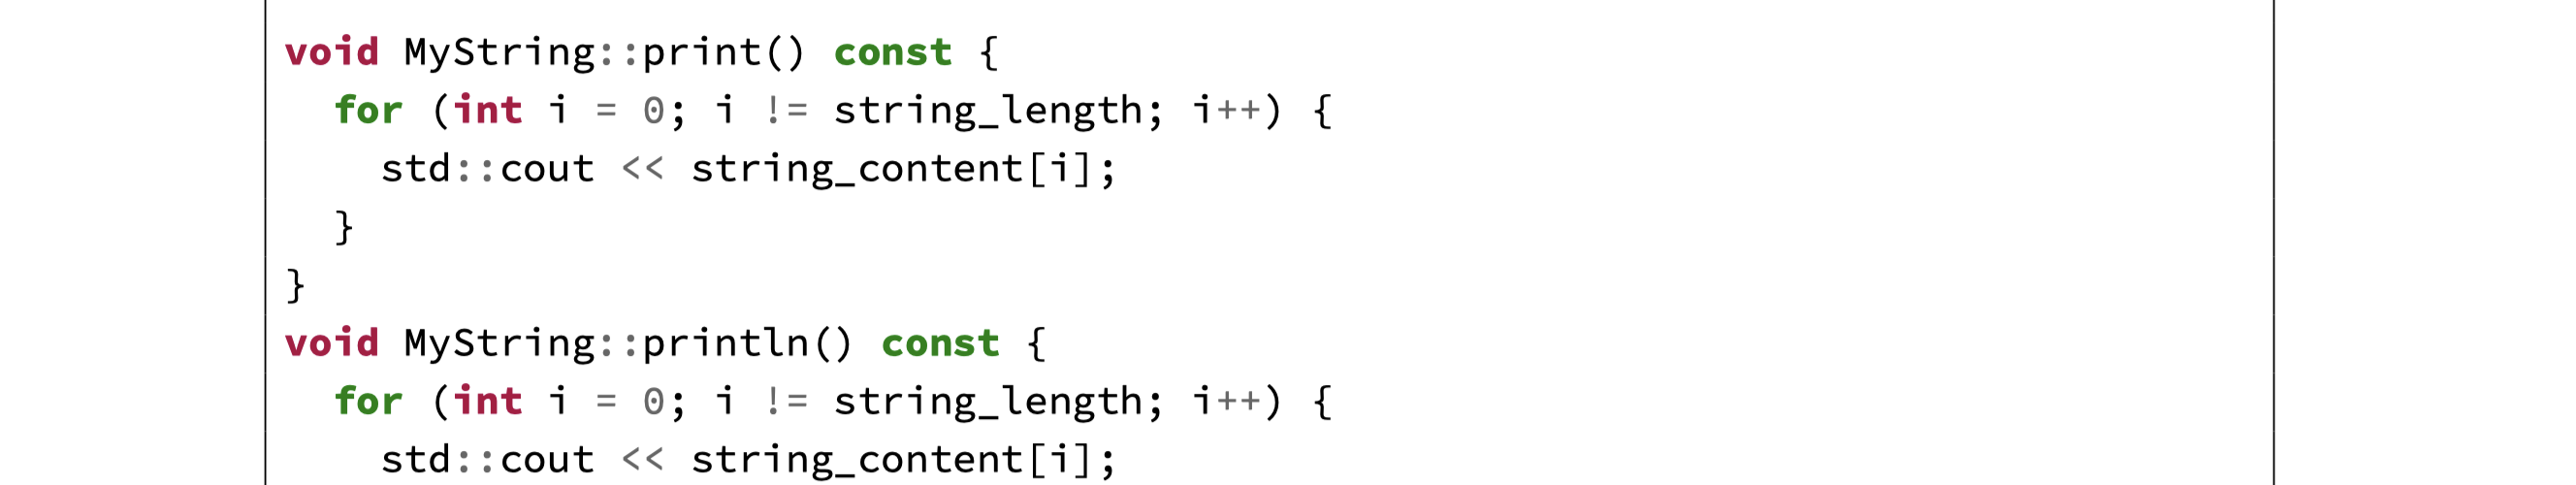 void MyString::print() const {
  for (int i = 0; i != string_length; i++) {
    std::cout << string_content[i];
  }
}
void MyString::println() const {
  for (int i = 0; i != string_length; i++) {
    std::cout << string_content[i];